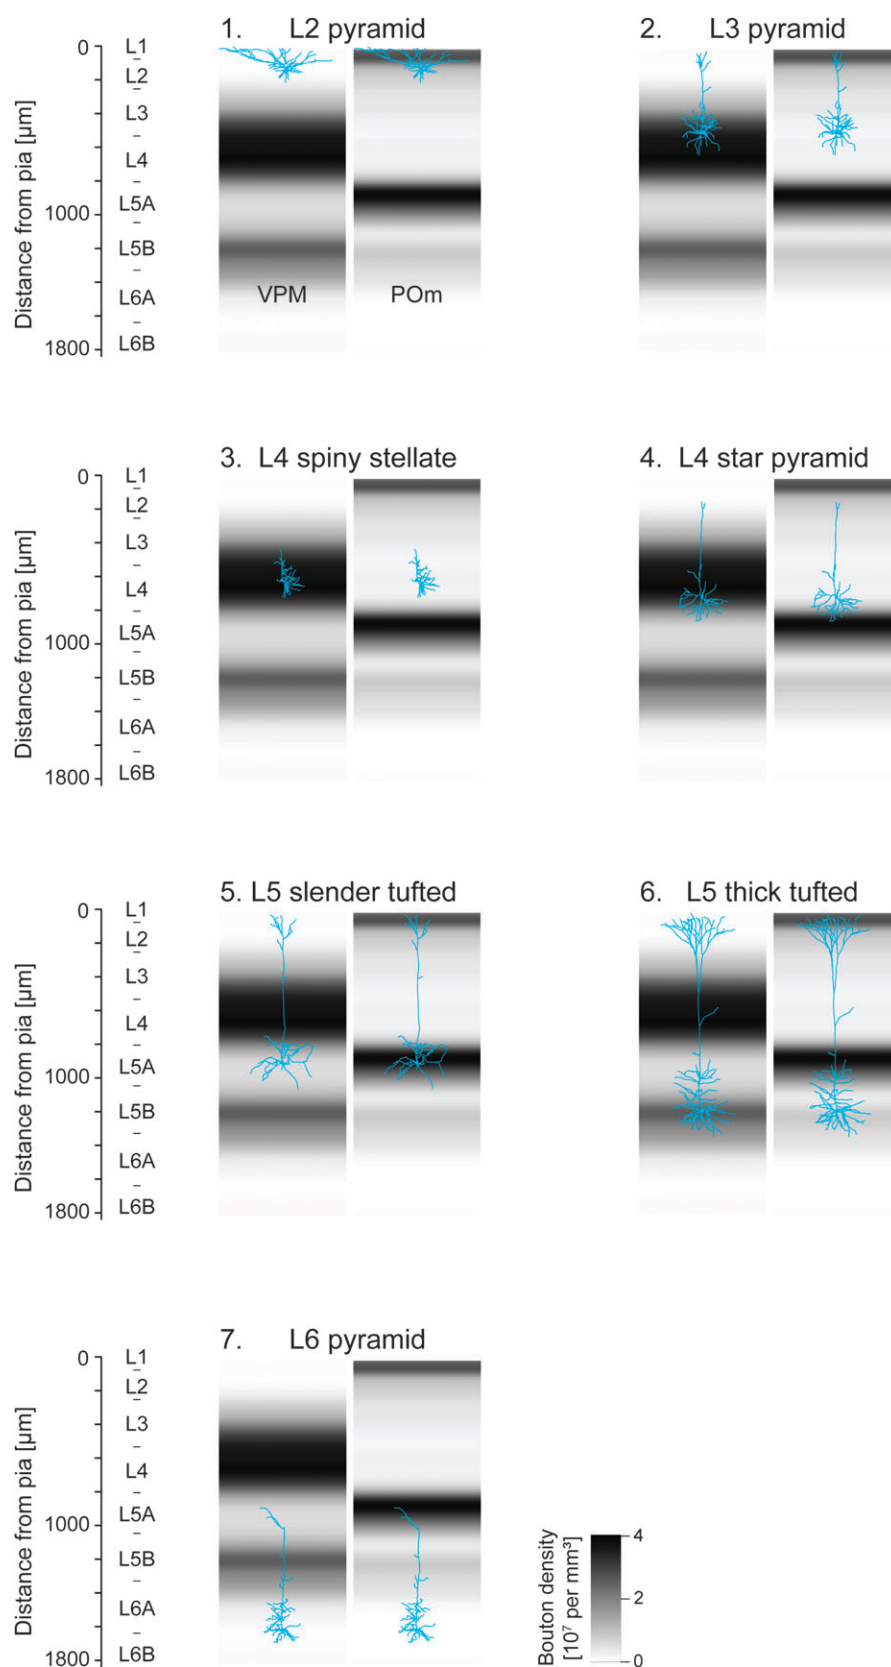 1. L2 pyramid
2. L3 pyramid
Distance from pia [µm]
0
1000
1800
L1
L2
L3
L4
L5A
L5B
L6A
L6B
VPM
POm
3. L4 spiny stellate
4. L4 star pyramid
Distance from pia [µm]
0
1000
1800
L1
L2
L3
L4
L5A
L5B
L6A
L6B
5. L5 slender tufted
6. L5 thick tufted
Distance from pia [µm]
0
1000
1800
L1
L2
L3
L4
L5A
L5B
L6A
L6B
7. L6 pyramid
Distance from pia [µm]
0
1000
1800
L1
L2
L3
L4
L5A
L5B
L6A
L6B
Bouton density
[10⁷ per mm³]
4
2
0